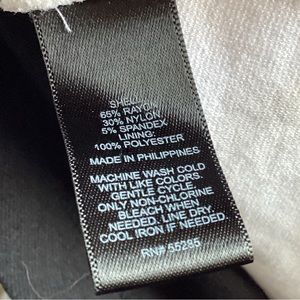 SHELL
65% RAYON
30% NYLON
5% SPANDEX
LINING:
100% POLYESTER
MADE IN PHILIPPINES
MACHINE WASH COLD
WITH LIKE COLORS.
GENTLE CYCLE.
ONLY NON-CHLORINE
BLEACH WHEN
NEEDED. LINE DRY.
COOL IRON IF NEEDED.
RN# 55285